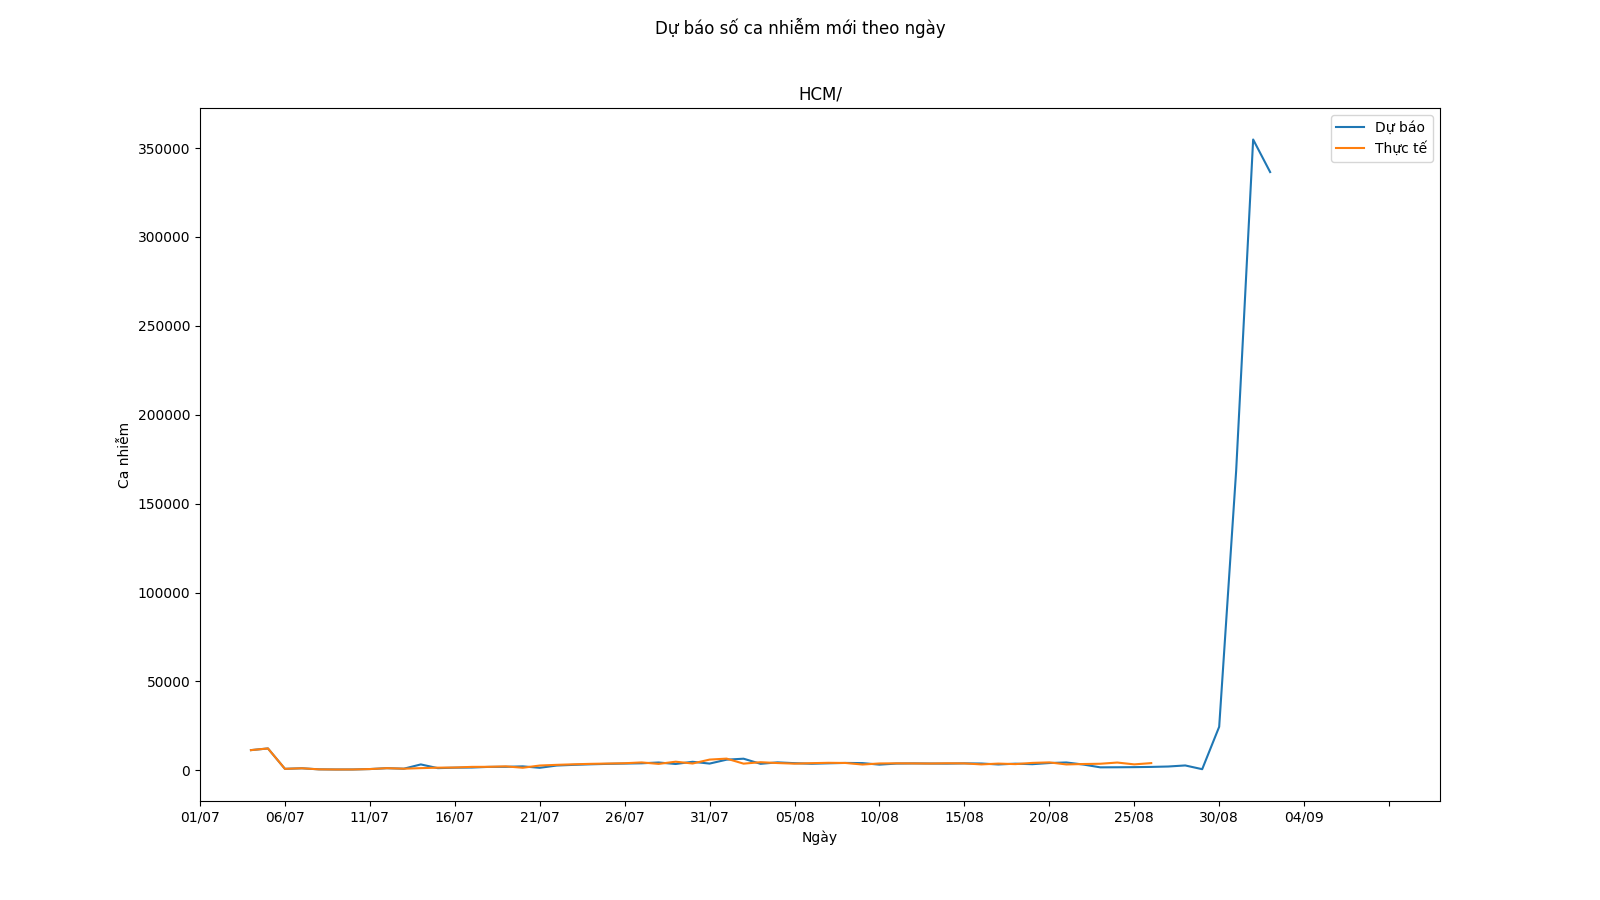 Dự báo số ca nhiễm mới theo ngày
HCM/
Dự báo
Thực tế
350000
300000
250000
200000
150000
100000
50000
0
Ca nhiễm
01/07 06/07 11/07 16/07 21/07 26/07 31/07 05/08 10/08 15/08 20/08 25/08 30/08 04/09
Ngày